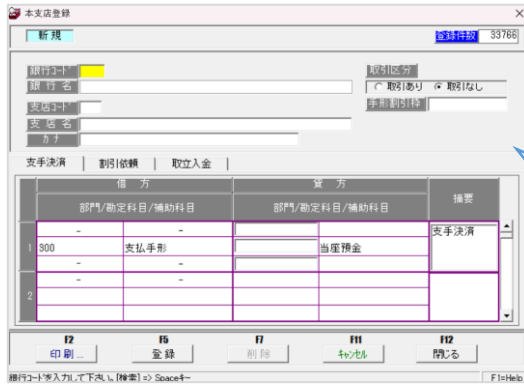 本支店登録
新規
登録件数 33766
銀行コード
取引区分
銀行名
取引あり 取引なし
支店コード
手形割引枠
支店名
カナ
支手決済 | 割引依頼 | 取立入金 |
借方 貸方 摘要
部門/勘定科目/補助科目 部門/勘定科目/補助科目
- - 支手決済
1 300 支払手形 当座預金
- -
- -
2
F2 F5 F7 F11 F12
印刷... 登録 削除 キャンセル 閉じる
銀行コードを入力して下さい。[検索] => Spaceキー F1=Help